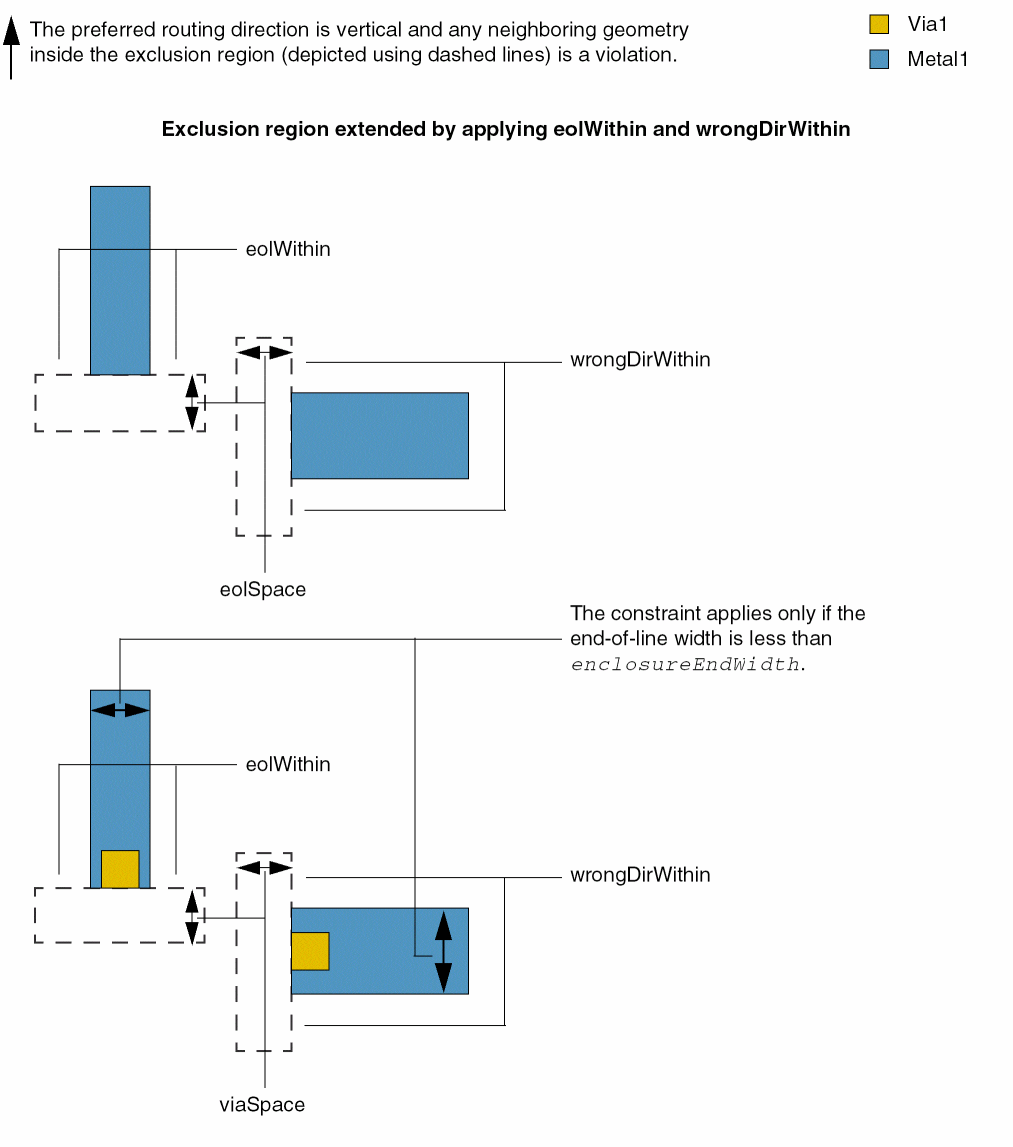 The preferred routing direction is vertical and any neighboring geometry
inside the exclusion region (depicted using dashed lines) is a violation.
Via1
Metal1
Exclusion region extended by applying eolWithin and wrongDirWithin
eolWithin
wrongDirWithin
eolSpace
The constraint applies only if the
end-of-line width is less than
enclosureEndWidth.
eolWithin
wrongDirWithin
viaSpace